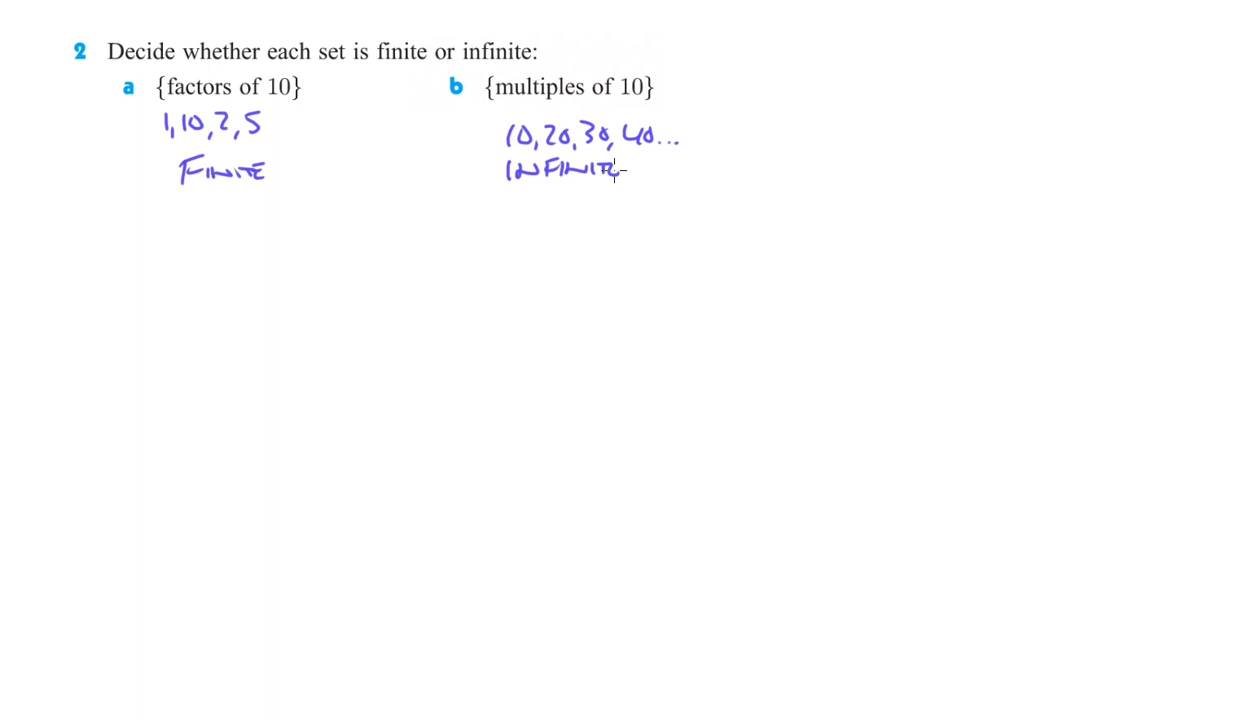 2 Decide whether each set is finite or infinite:
a {factors of 10} b {multiples of 10}
1, 10, 2, 5 10, 20, 30, 40...
FINITE INFINITE